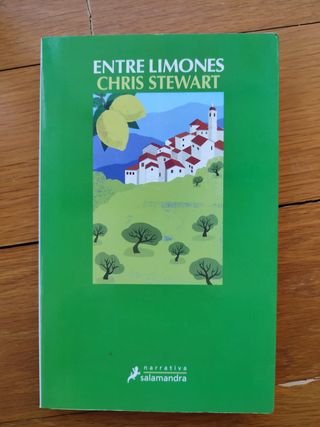 ENTRE LIMONES
CHRIS STEWART
narrativa
salamandra